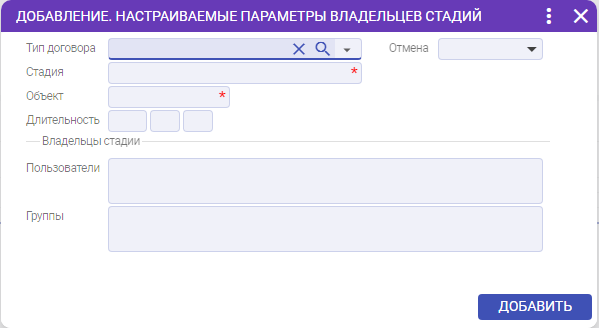 ДОБАВЛЕНИЕ. НАСТРАИВАЕМЫЕ ПАРАМЕТРЫ ВЛАДЕЛЬЦЕВ СТАДИЙ
Тип договора Отмена
Стадия *
Объект *
Длительность
Владельцы стадии
Пользователи
Группы
ДОБАВИТЬ